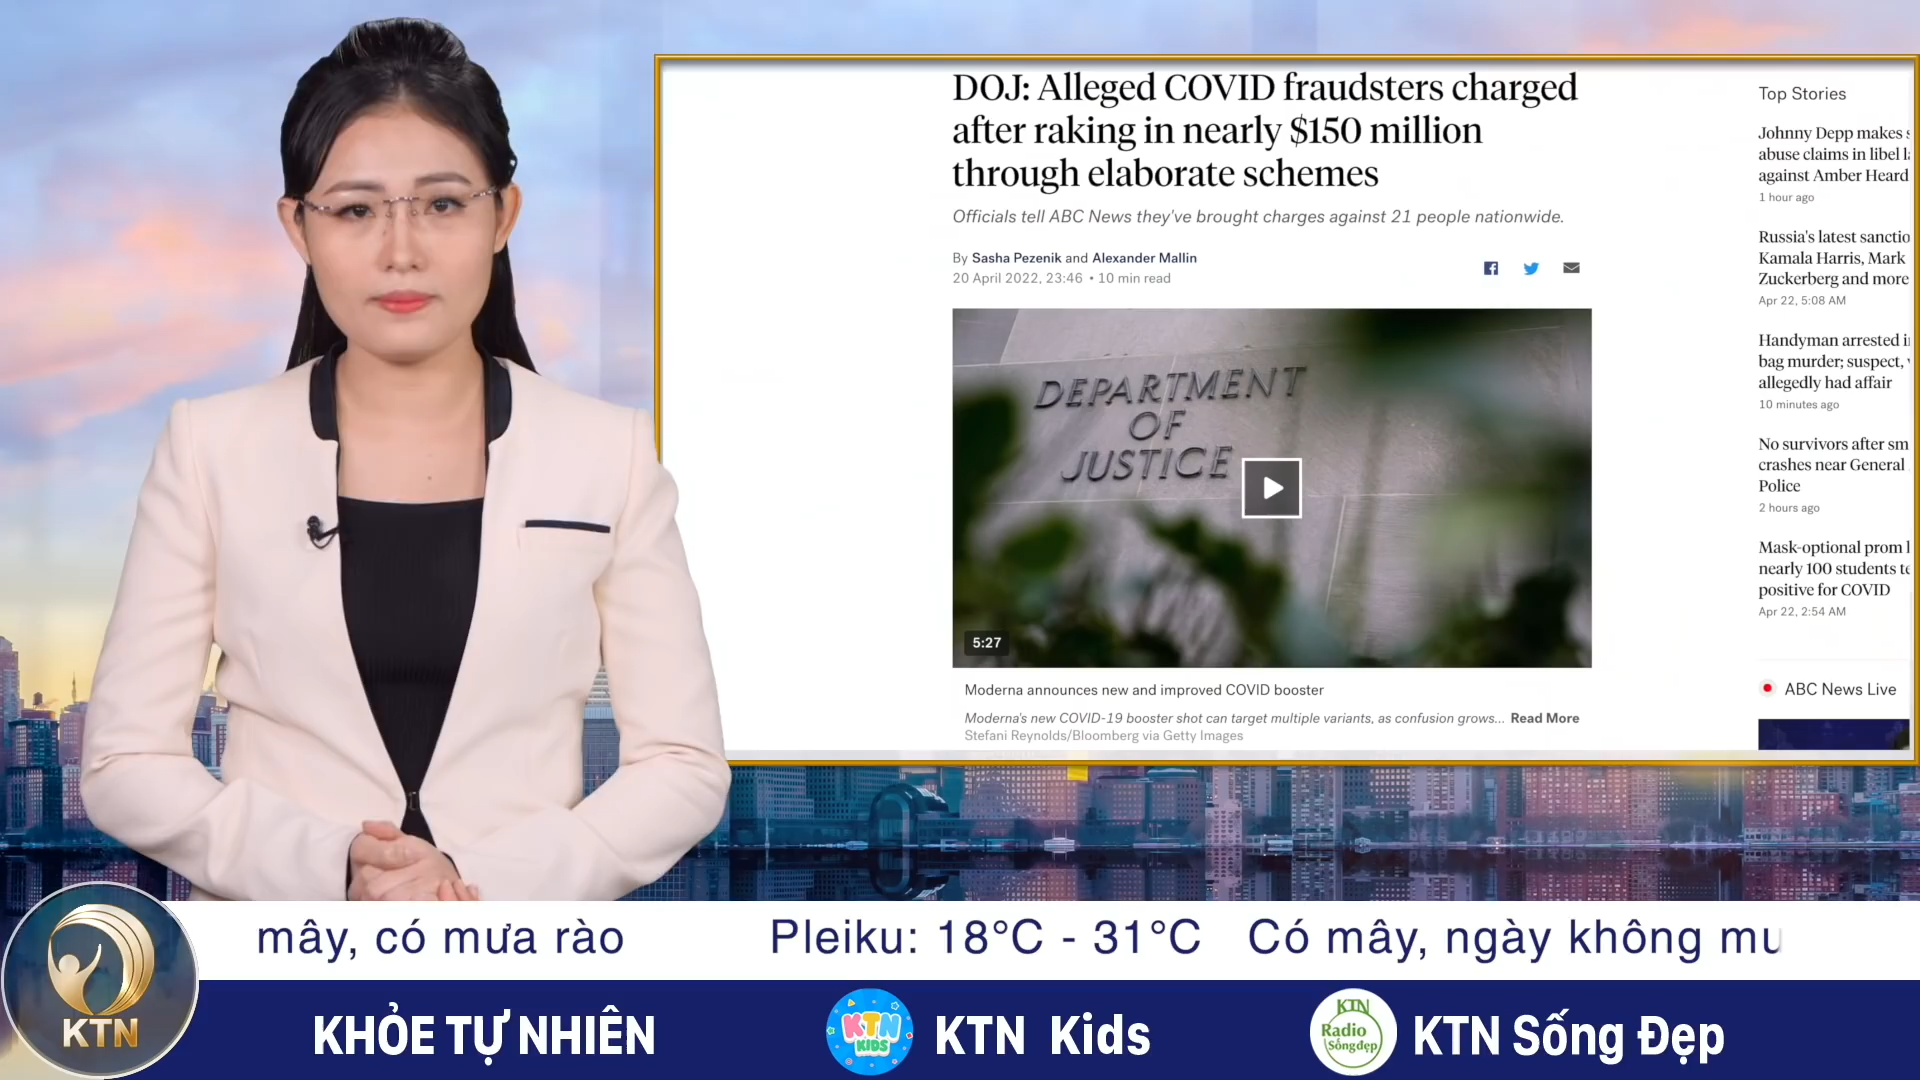 DOJ: Alleged COVID fraudsters charged
after raking in nearly $150 million
through elaborate schemes
Officials tell ABC News they've brought charges against 21 people nationwide.
By Sasha Pezenik and Alexander Mallin
20 April 2022, 23:46 • 10 min read
DEPARTMENT
OF
JUSTICE
5:27
Moderna announces new and improved COVID booster
Moderna's new COVID-19 booster shot can target multiple variants, as confusion grows... Read More
Stefani Reynolds/Bloomberg via Getty Images
Top Stories
Johnny Depp makes
abuse claims in libel
against Amber Heard
1 hour ago
Russia's latest sanctio
Kamala Harris, Mark
Zuckerberg and more
Apr 22, 5:08 AM
Handyman arrested
bag murder; suspect,
allegedly had affair
10 minutes ago
No survivors after sm
crashes near General
Police
2 hours ago
Mask-optional prom
nearly 100 students te
positive for COVID
Apr 22, 2:54 AM
ABC News Live
mây, có mưa rào Pleiku: 18°C - 31°C Có mây, ngày không mư
KTN
KHỎE TỰ NHIÊN
KTN KIDS
KTN Kids
KTN
Radio
Sốngđẹp
KTN Sống Đẹp